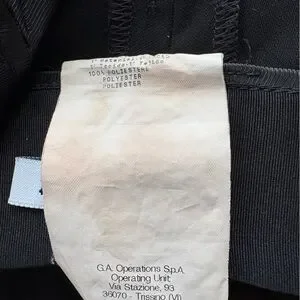 100% POLIESTERE
POLYESTER
POLYESTER
G.A. Operations S.p.A.
Operating Unit:
Via Stazione, 93
36070 - Trissino (VI)